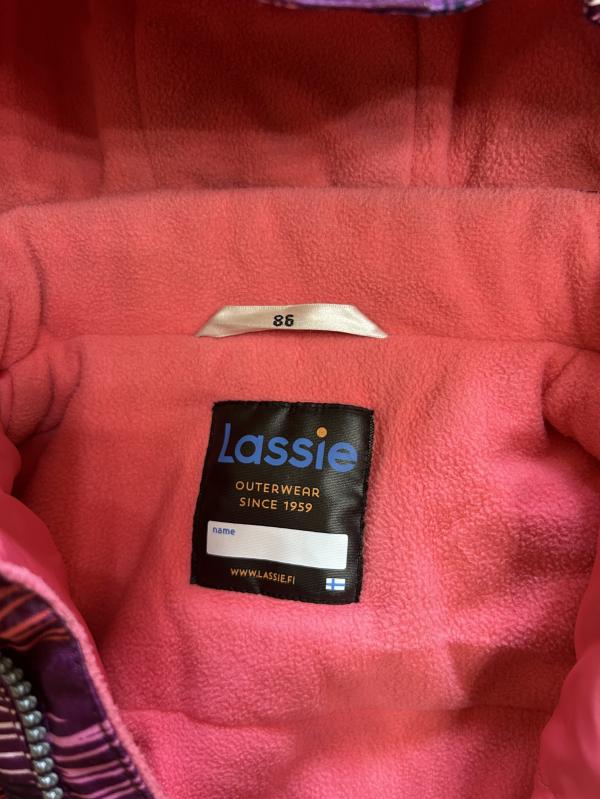 86
Lassie
OUTERWEAR
SINCE 1959
name
WWW.LASSIE.FI